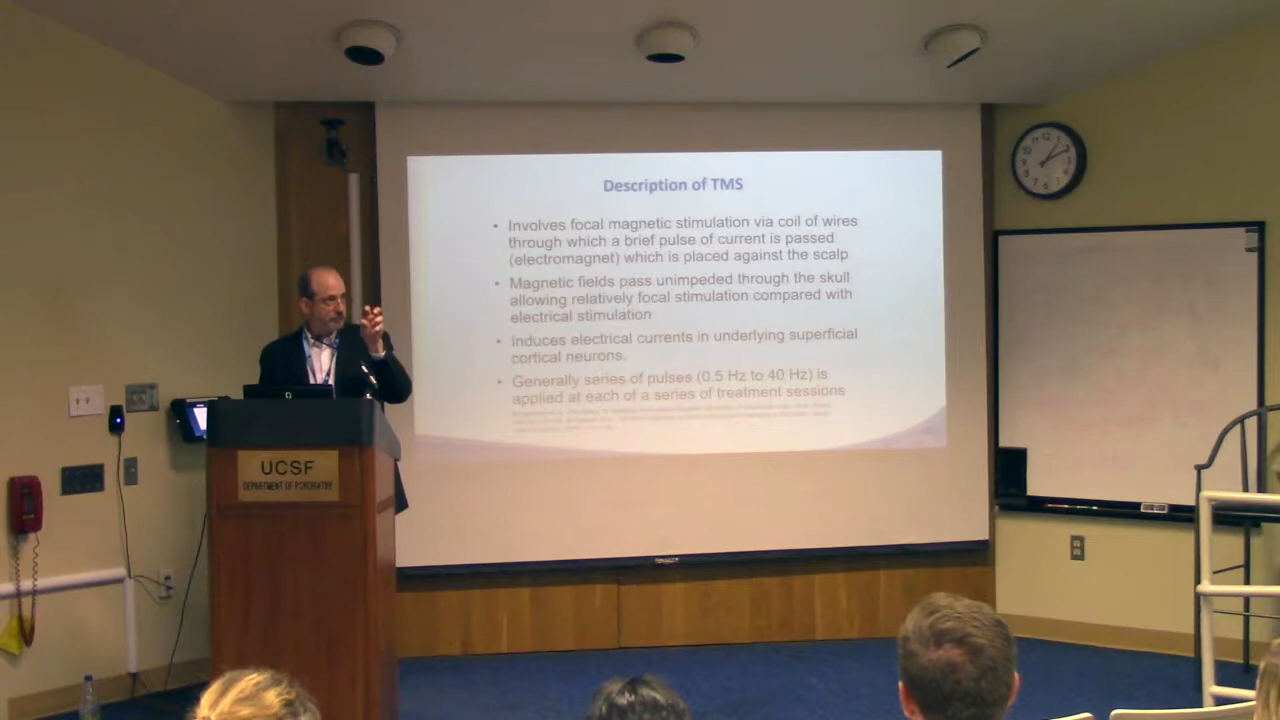 Description of TMS
• Involves focal magnetic stimulation via coil of wires
through which a brief pulse of current is passed
(electromagnet) which is placed against the scalp
• Magnetic fields pass unimpeded through the skull
allowing relatively focal stimulation compared with
electrical stimulation
• Induces electrical currents in underlying superficial
cortical neurons.
• Generally series of pulses (0.5 Hz to 40 Hz) is
applied at each of a series of treatment sessions
UCSF
DEPARTMENT OF PSYCHIATRY